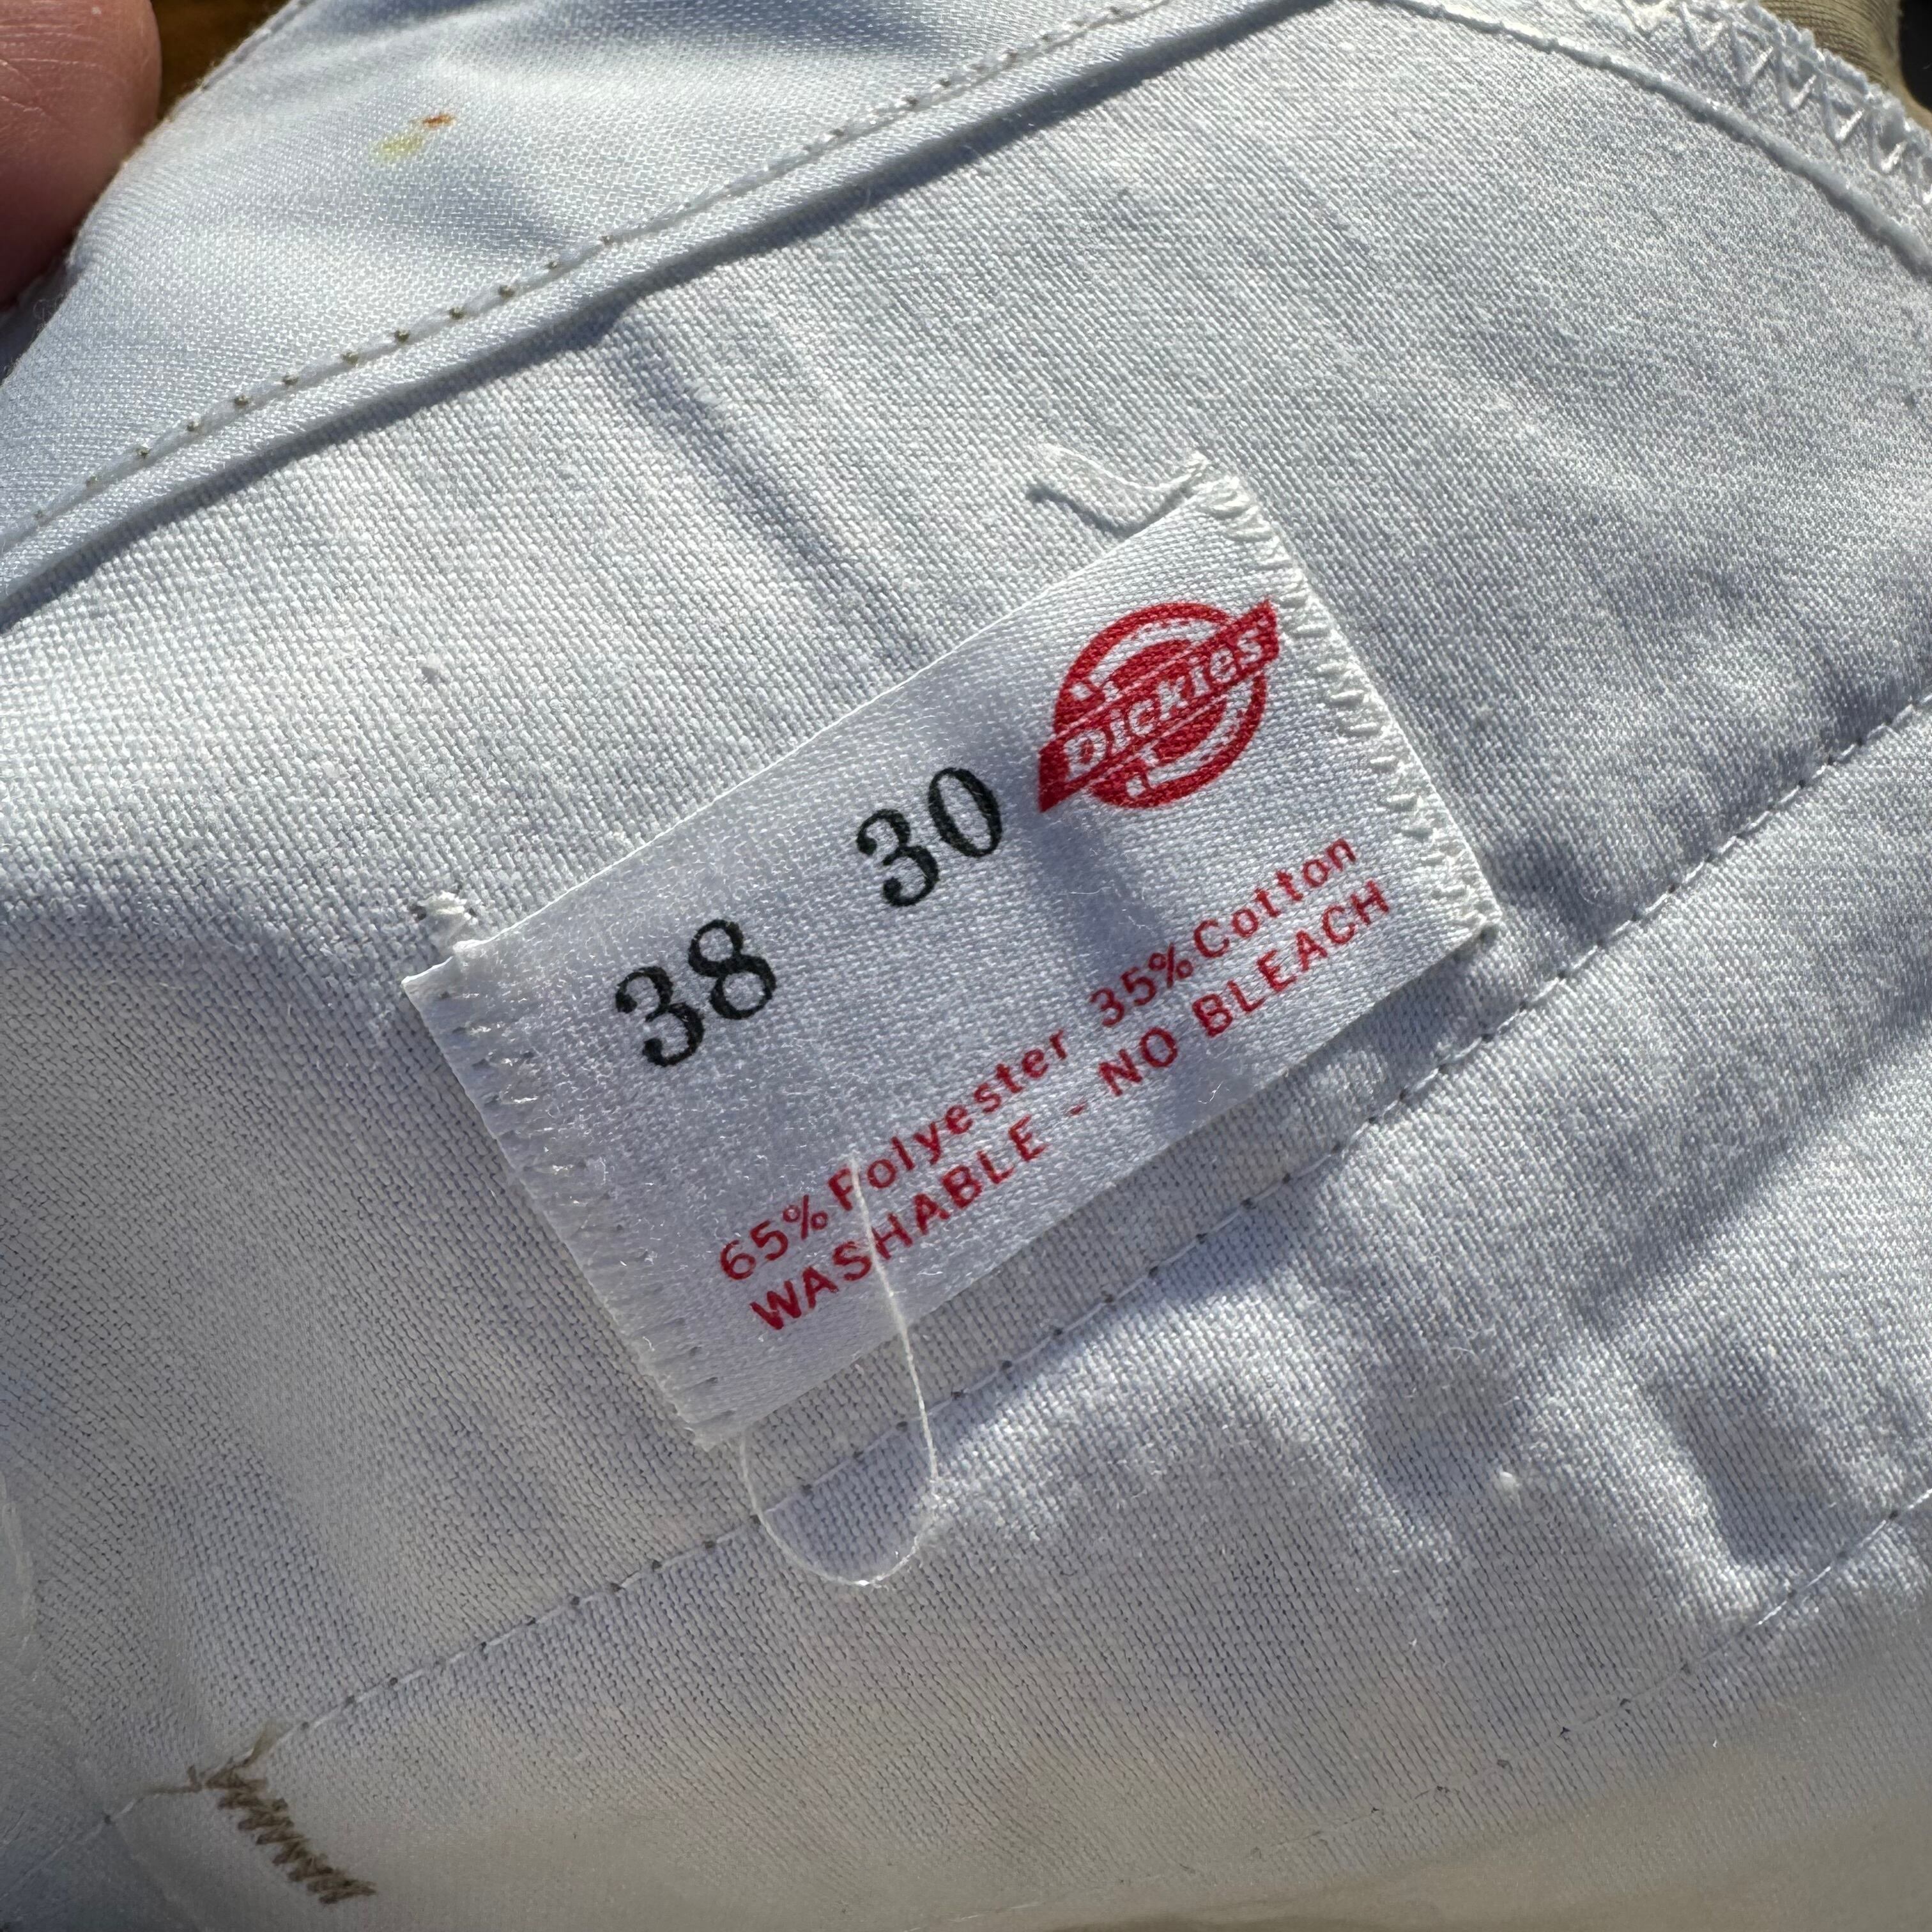 38 30 Dickies
65% Polyester 35% Cotton
WASHABLE - NO BLEACH